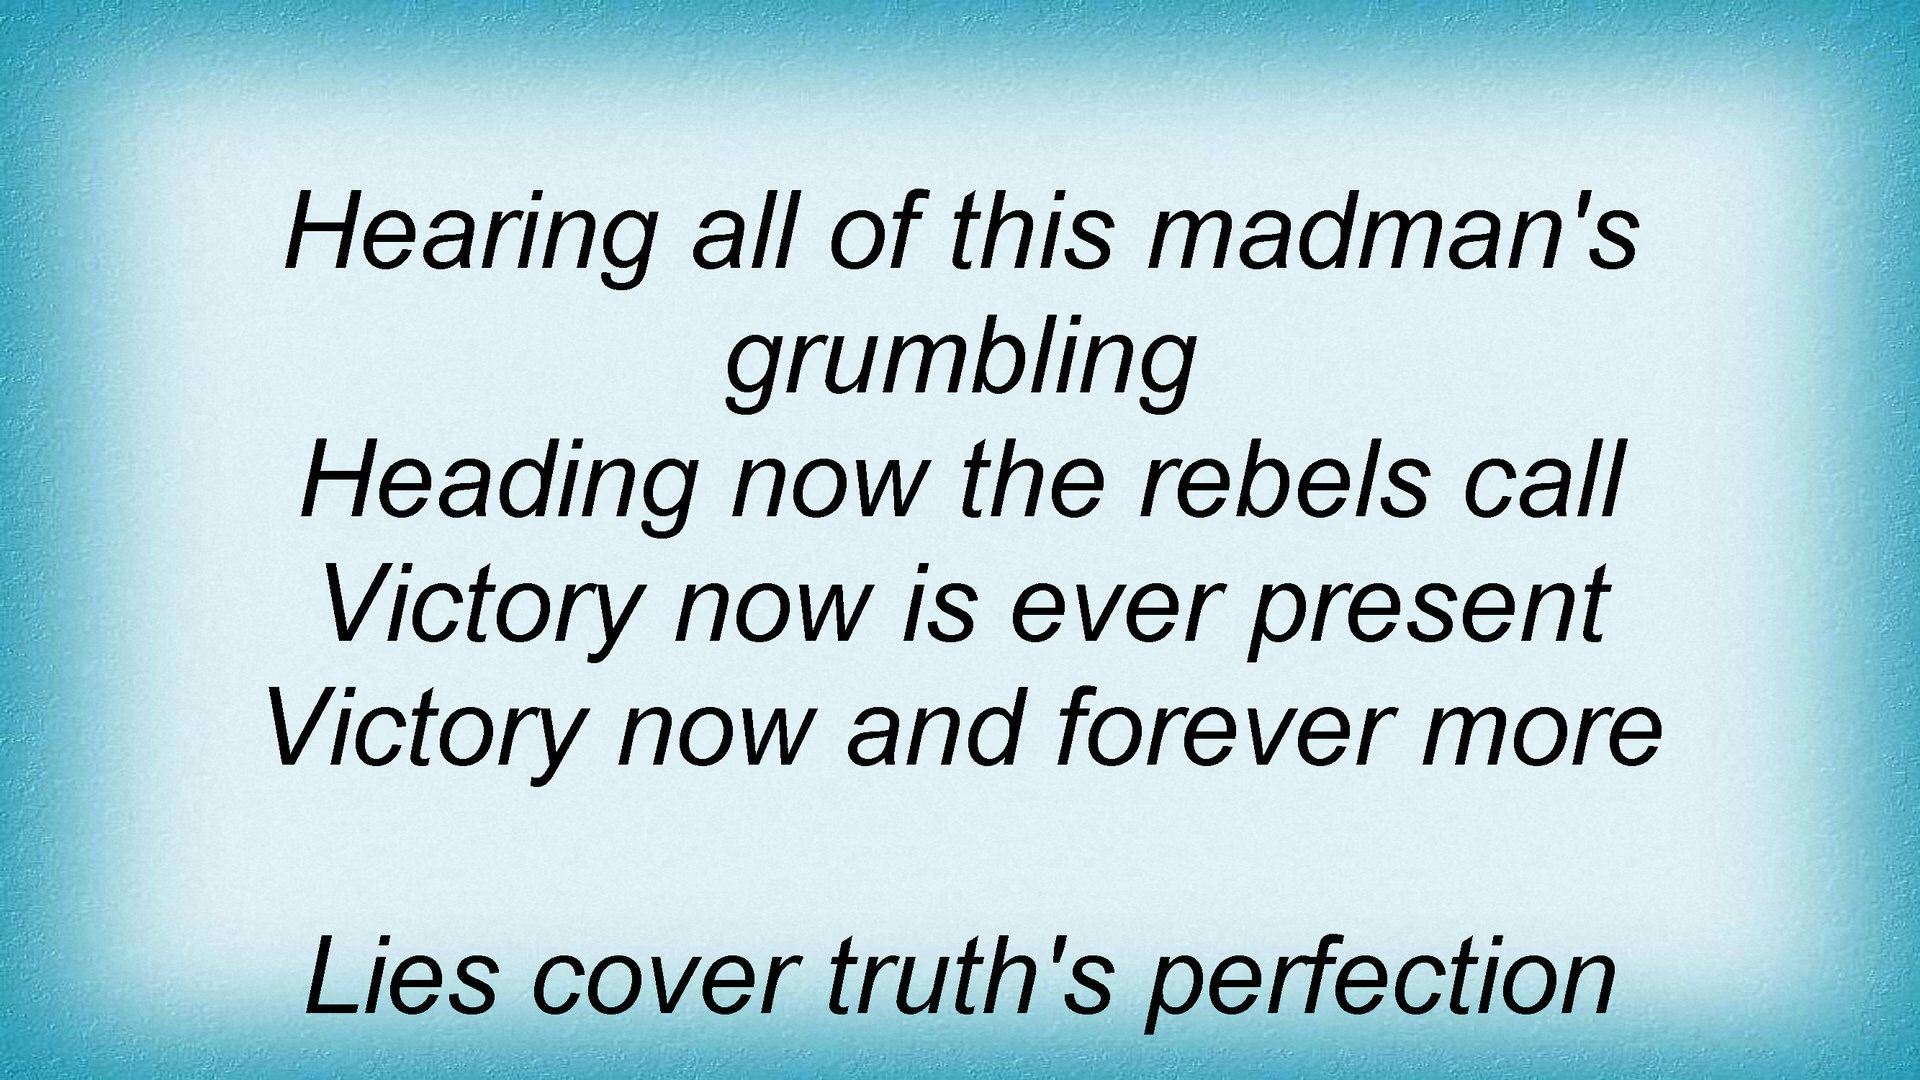 Hearing all of this madman's
grumbling
Heading now the rebels call
Victory now is ever present
Victory now and forever more
Lies cover truth's perfection